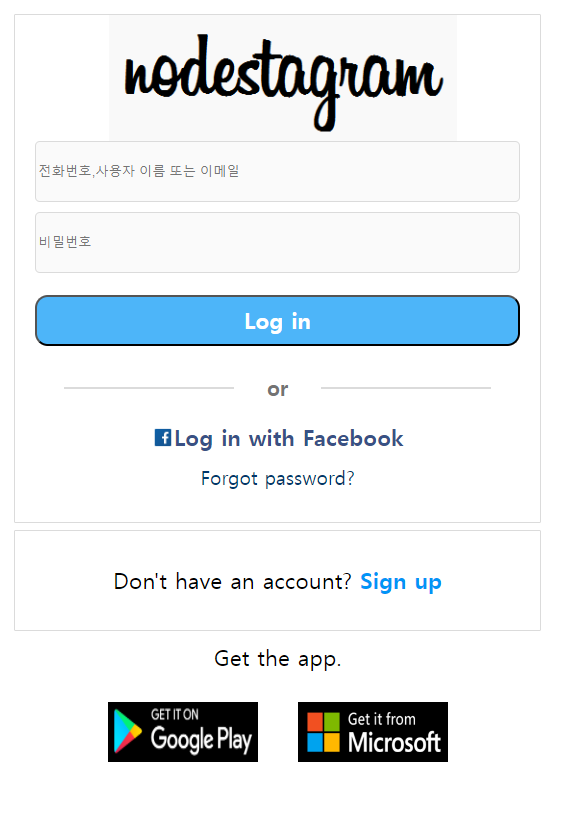 nodestagram
전화번호,사용자 이름 또는 이메일
비밀번호
Log in
or
Log in with Facebook
Forgot password?
Don't have an account? Sign up
Get the app.
GET IT ON
Google Play
Get it from
Microsoft